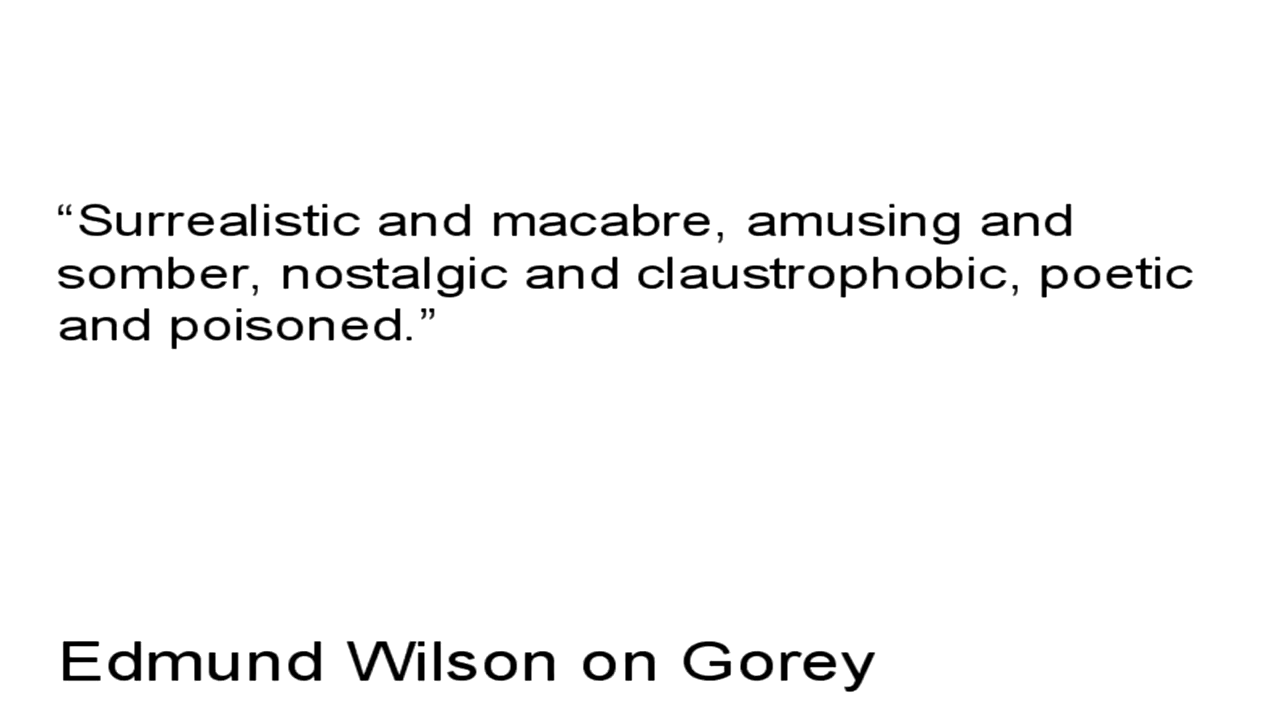 “Surrealistic and macabre, amusing and
somber, nostalgic and claustrophobic, poetic
and poisoned.”
Edmund Wilson on Gorey